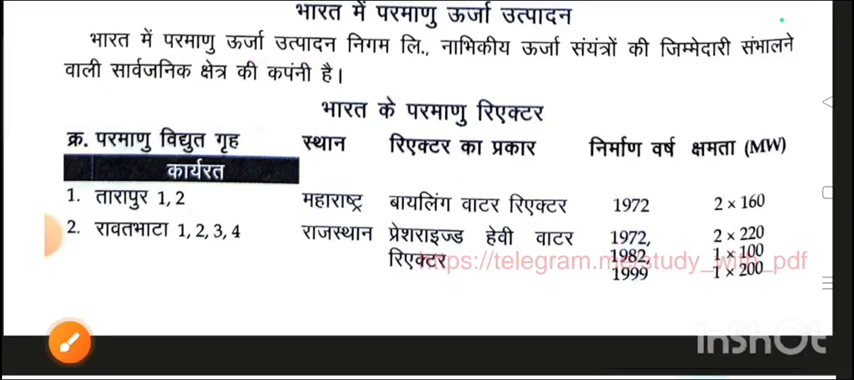 भारत में परमाणु ऊर्जा उत्पादन
भारत में परमाणु ऊर्जा उत्पादन निगम लि., नाभिकीय ऊर्जा संयंत्रों की जिम्मेदारी संभालने
वाली सार्वजनिक क्षेत्र की कंपनी है।
भारत के परमाणु रिएक्टर
क्र. परमाणु विद्युत गृह स्थान रिएक्टर का प्रकार निर्माण वर्ष क्षमता (MW)
कार्यरत
1. तारापुर 1, 2 महाराष्ट्र बायलिंग वाटर रिएक्टर 1972 2 × 160
2. रावतभाटा 1, 2, 3, 4 राजस्थान प्रेशराइज्ड हेवी वाटर 1972, 2 × 220
रिएक्टर 1982, 1 × 100
https://telegram.me/study_with_pdf
1999 1 × 200
InShOt